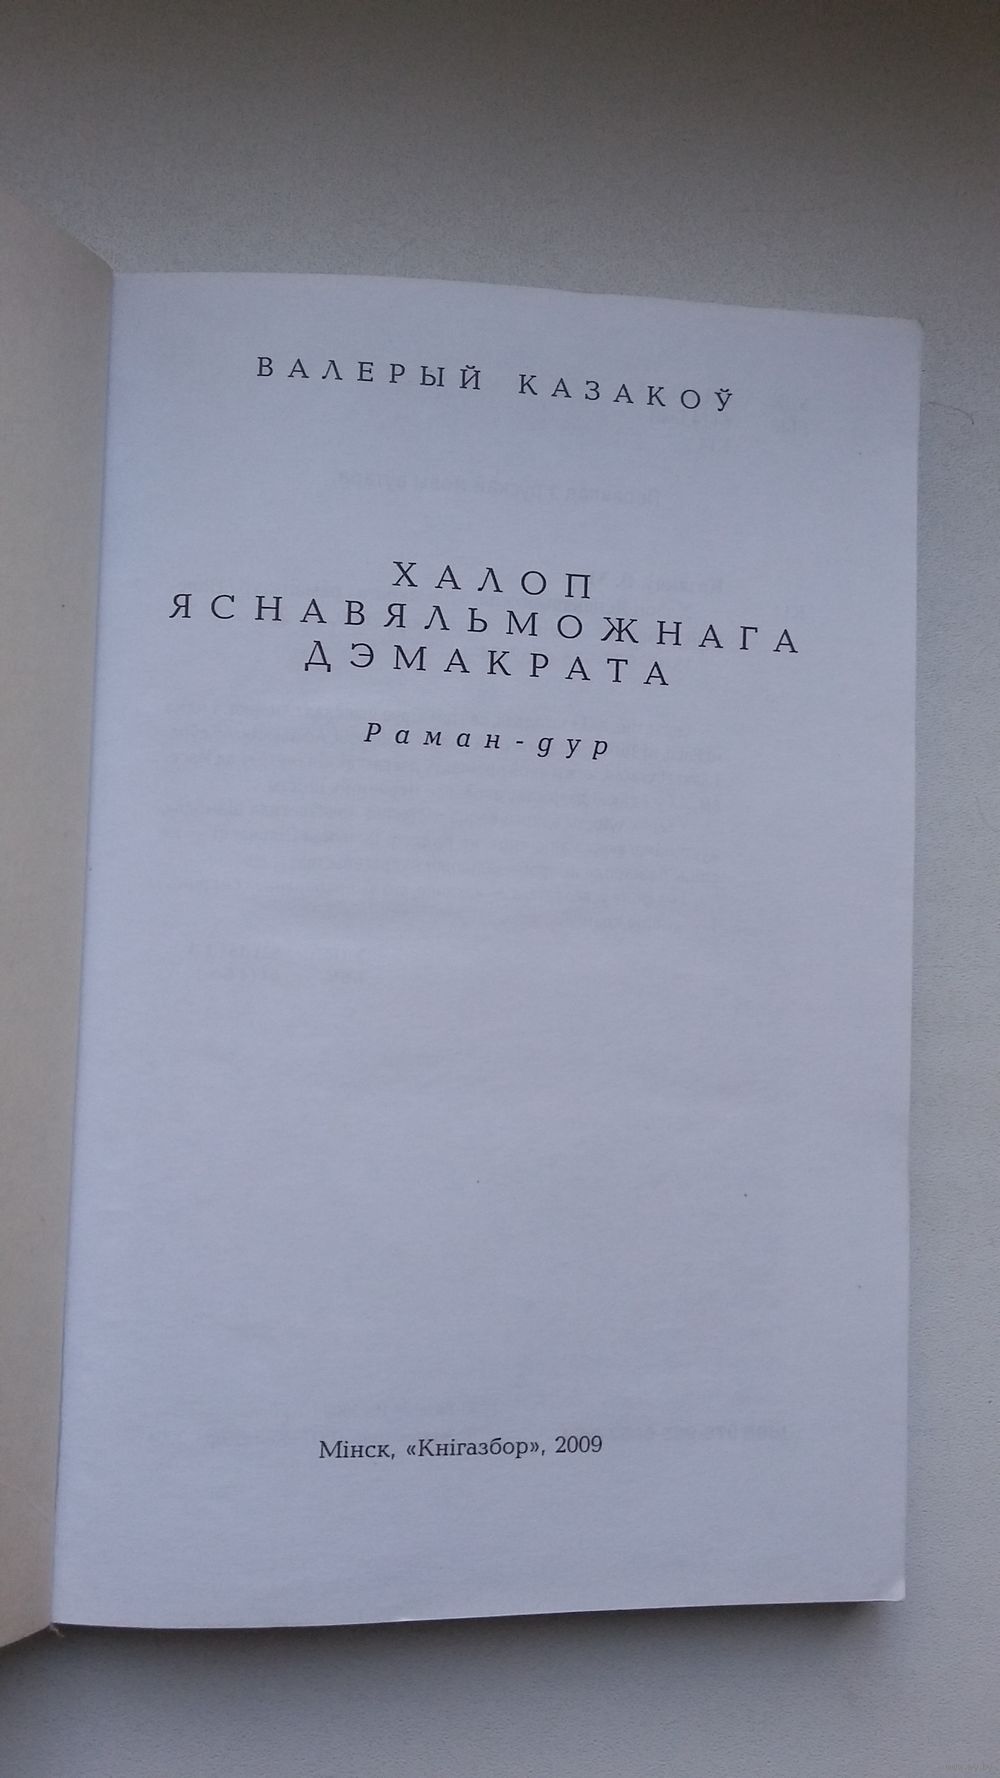 ВАЛЕРЫЙ КАЗАКОЎ
ХАЛОП
ЯСНАВЯЛЬМОЖНАГА
ДЭМАКРАТА
Раман-дур
Мінск, «Кнігазбор», 2009